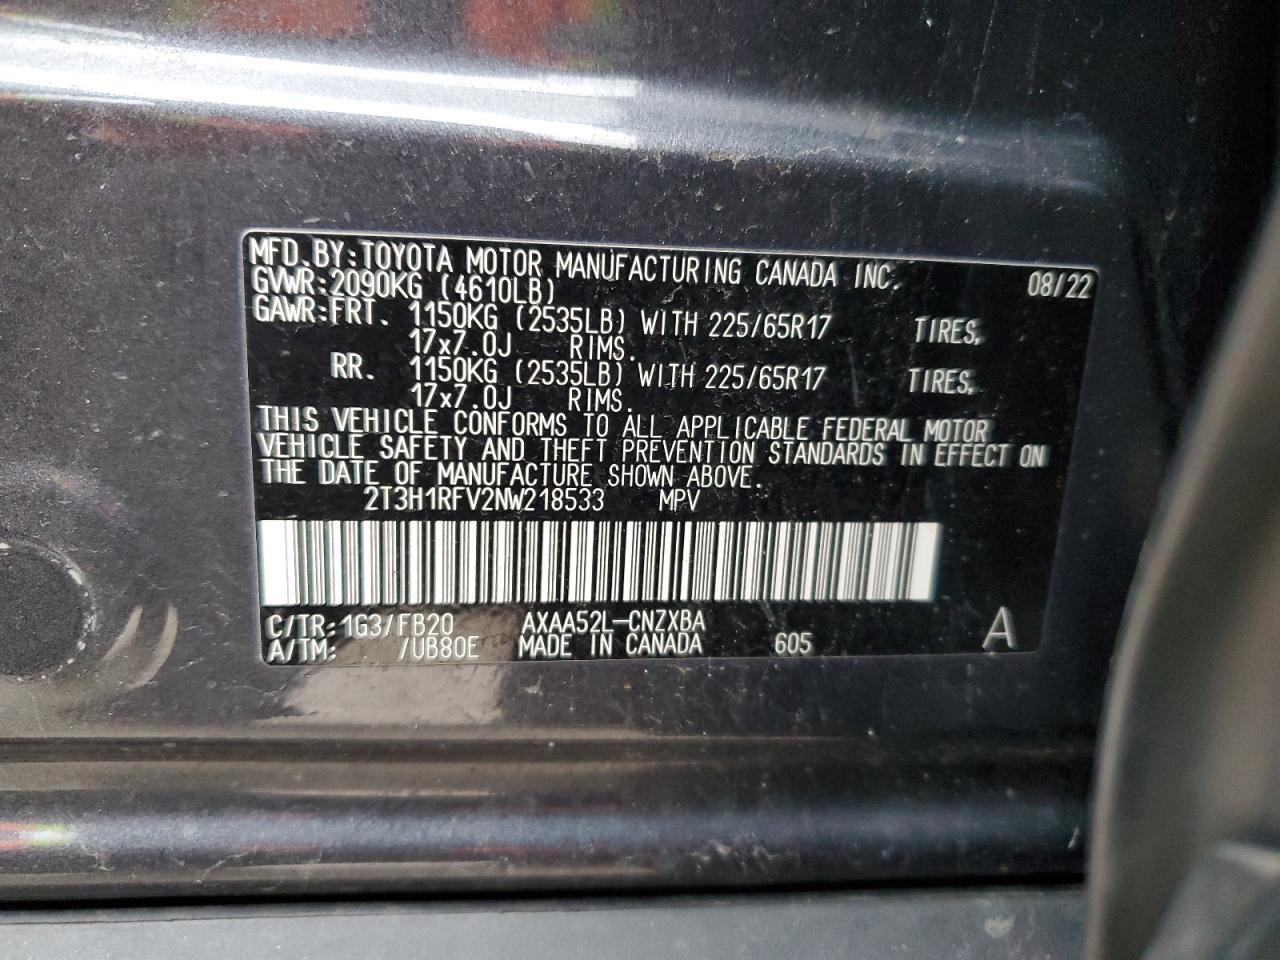 MFD.BY:TOYOTA MOTOR MANUFACTURING CANADA INC. 08/22
GVWR:2090KG (4610LB)
GAWR:FRT. 1150KG (2535LB) WITH 225/65R17 TIRES,
17x7.0J RIMS.
RR. 1150KG (2535LB) WITH 225/65R17 TIRES,
17x7.0J RIMS.
THIS VEHICLE CONFORMS TO ALL APPLICABLE FEDERAL MOTOR
VEHICLE SAFETY AND THEFT PREVENTION STANDARDS IN EFFECT ON
THE DATE OF MANUFACTURE SHOWN ABOVE.
2T3H1RFV2NW218533 MPV
C/TR:1G3/FB20 AXAA52L-CNZXBA
A/TM: /UB80E MADE IN CANADA 605 A